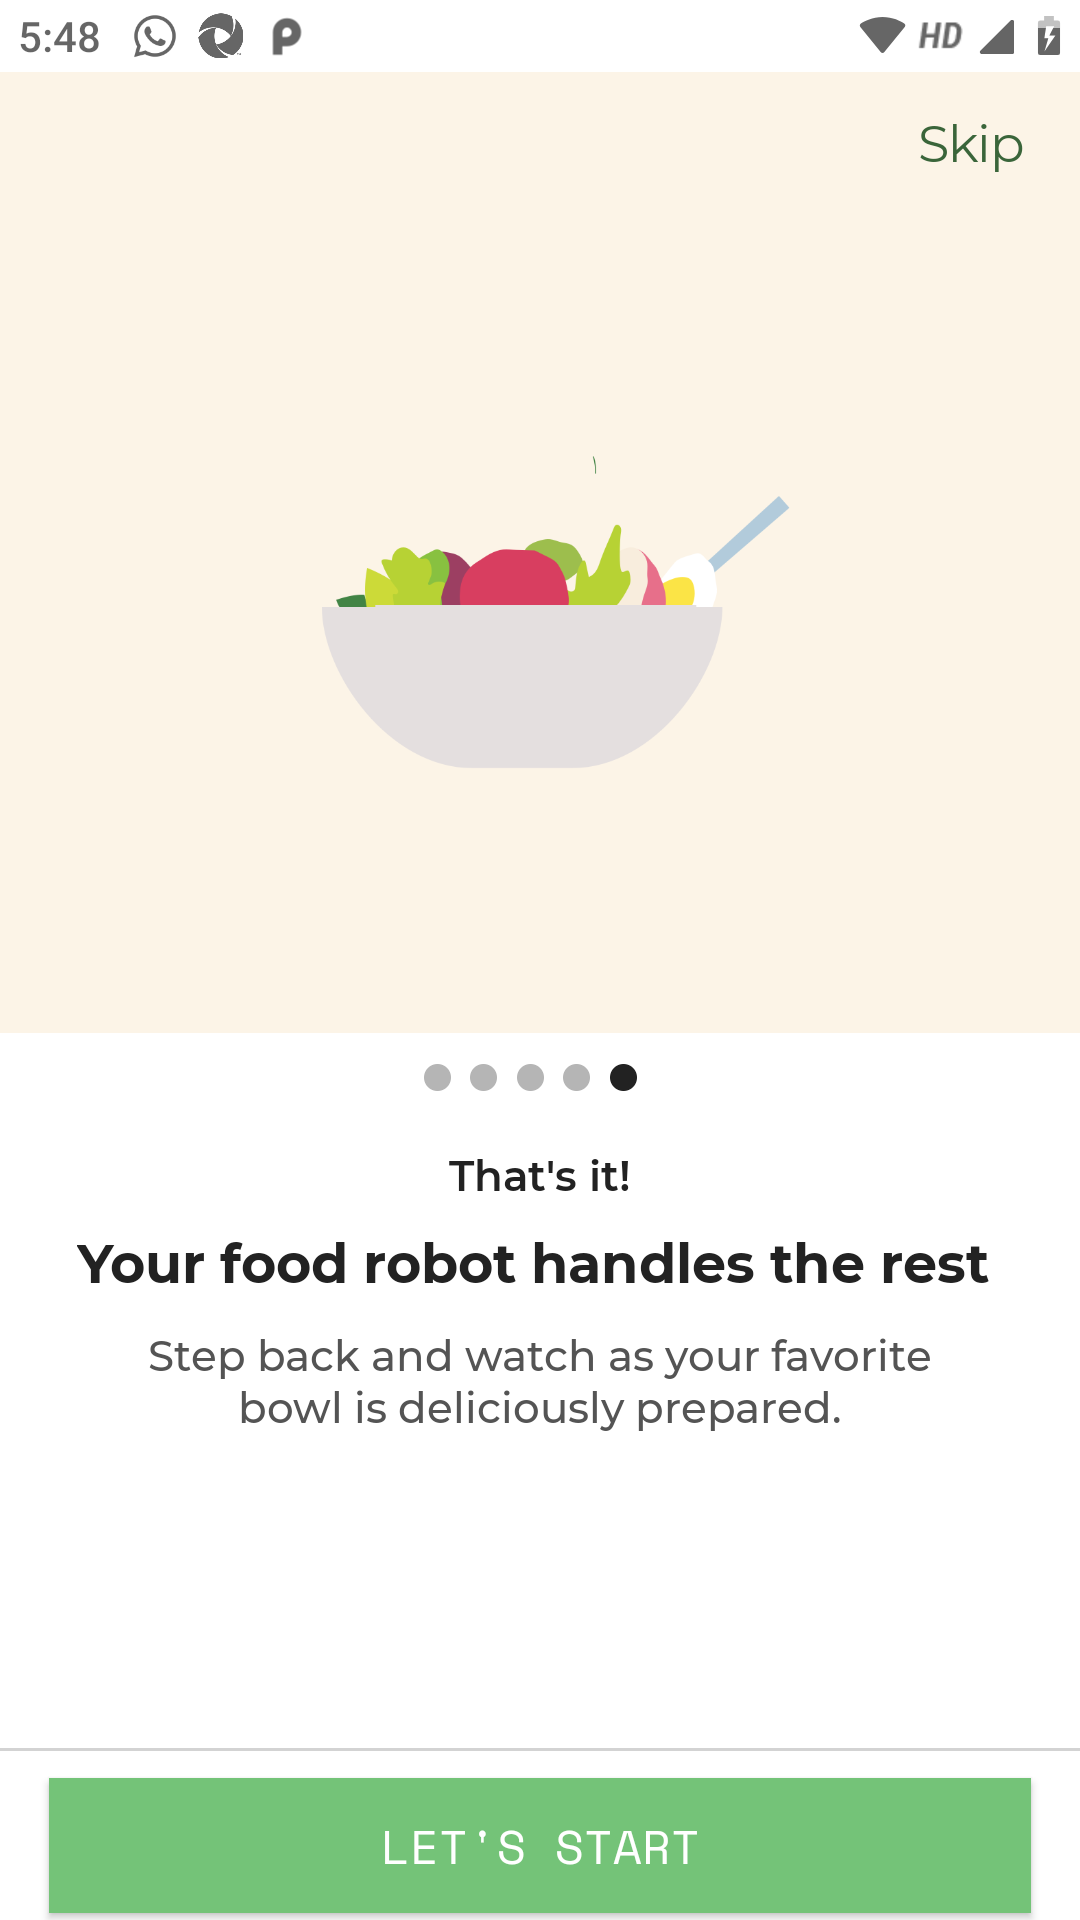 5:48
HD
Skip
That's it!
Your food robot handles the rest
Step back and watch as your favorite
bowl is deliciously prepared.
LET'S START